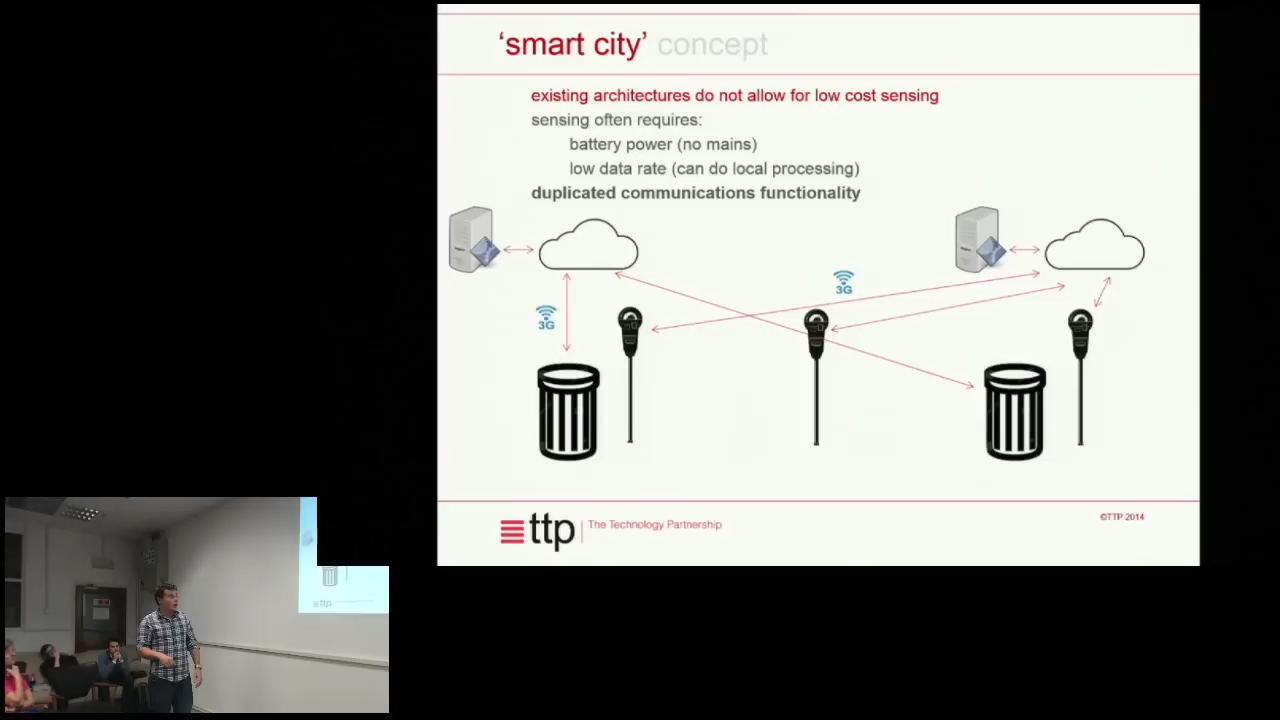 'smart city' concept
existing architectures do not allow for low cost sensing
sensing often requires:
battery power (no mains)
low data rate (can do local processing)
duplicated communications functionality
3G
3G
ttp | The Technology Partnership
©TTP 2014
ttp